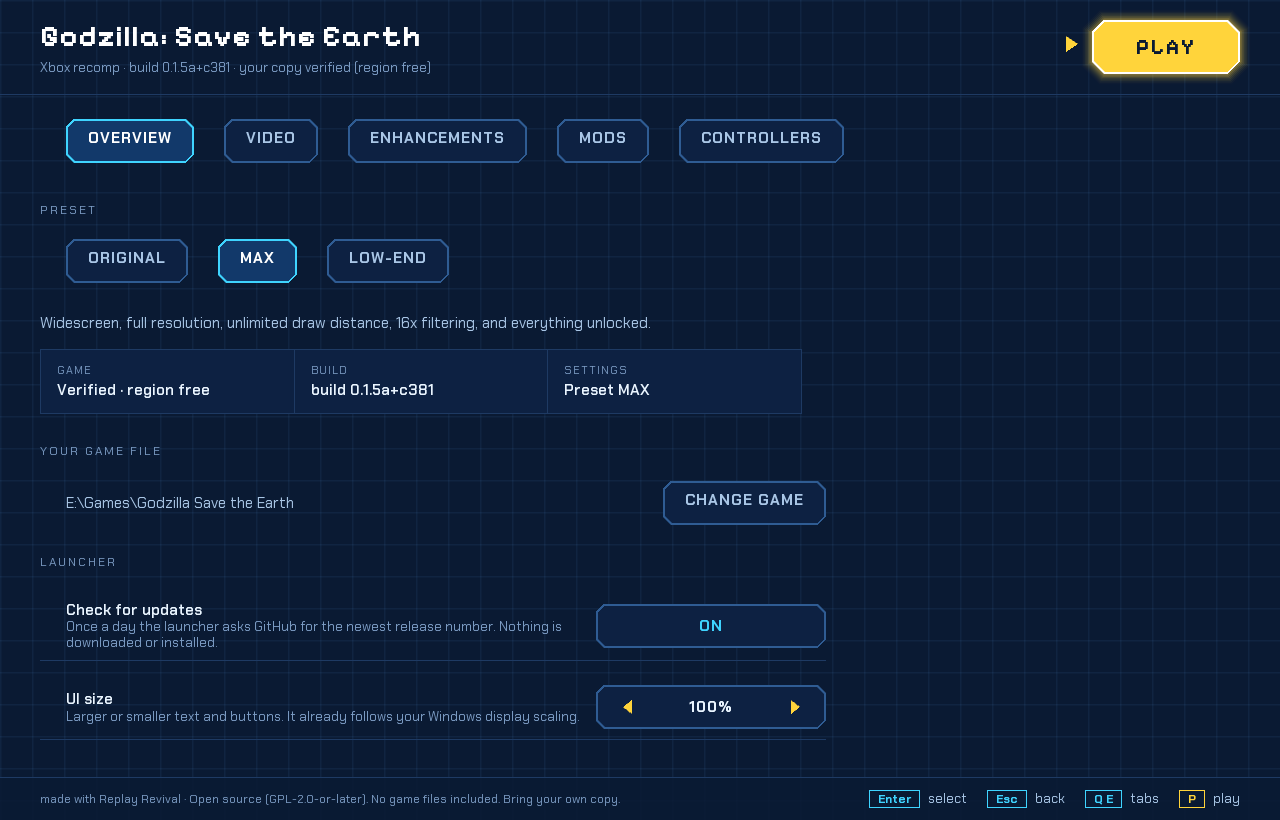 Godzilla: Save the Earth
Xbox recomp · build 0.1.5a+c381 · your copy verified (region free)
PLAY
OVERVIEW
VIDEO
ENHANCEMENTS
MODS
CONTROLLERS
PRESET
ORIGINAL
MAX
LOW-END
Widescreen, full resolution, unlimited draw distance, 16x filtering, and everything unlocked.
GAME
Verified · region free
BUILD
build 0.1.5a+c381
SETTINGS
Preset MAX
YOUR GAME FILE
E:\Games\Godzilla Save the Earth
CHANGE GAME
LAUNCHER
Check for updates
Once a day the launcher asks GitHub for the newest release number. Nothing is
downloaded or installed.
ON
UI size
Larger or smaller text and buttons. It already follows your Windows display scaling.
100%
made with Replay Revival · Open source (GPL-2.0-or-later). No game files included. Bring your own copy.
Enter select
Esc back
Q E tabs
P play